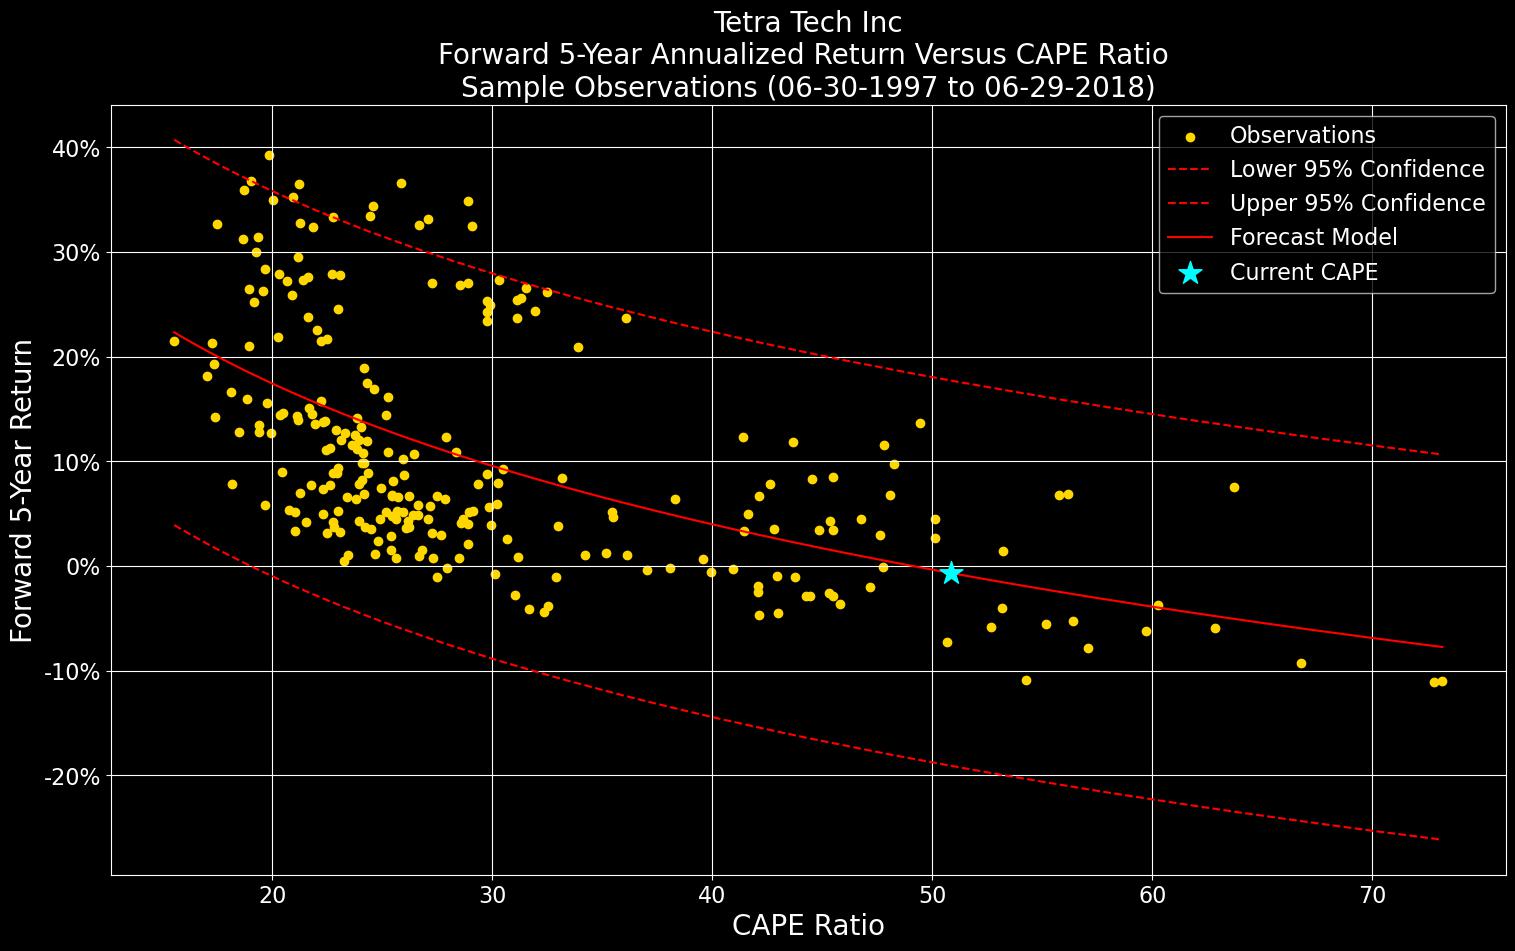 Tetra Tech Inc
Forward 5-Year Annualized Return Versus CAPE Ratio
Sample Observations (06-30-1997 to 06-29-2018)
Observations
Lower 95% Confidence
Upper 95% Confidence
Forecast Model
Current CAPE
Forward 5-Year Return
40%
30%
20%
10%
0%
-10%
-20%
20 30 40 50 60 70
CAPE Ratio